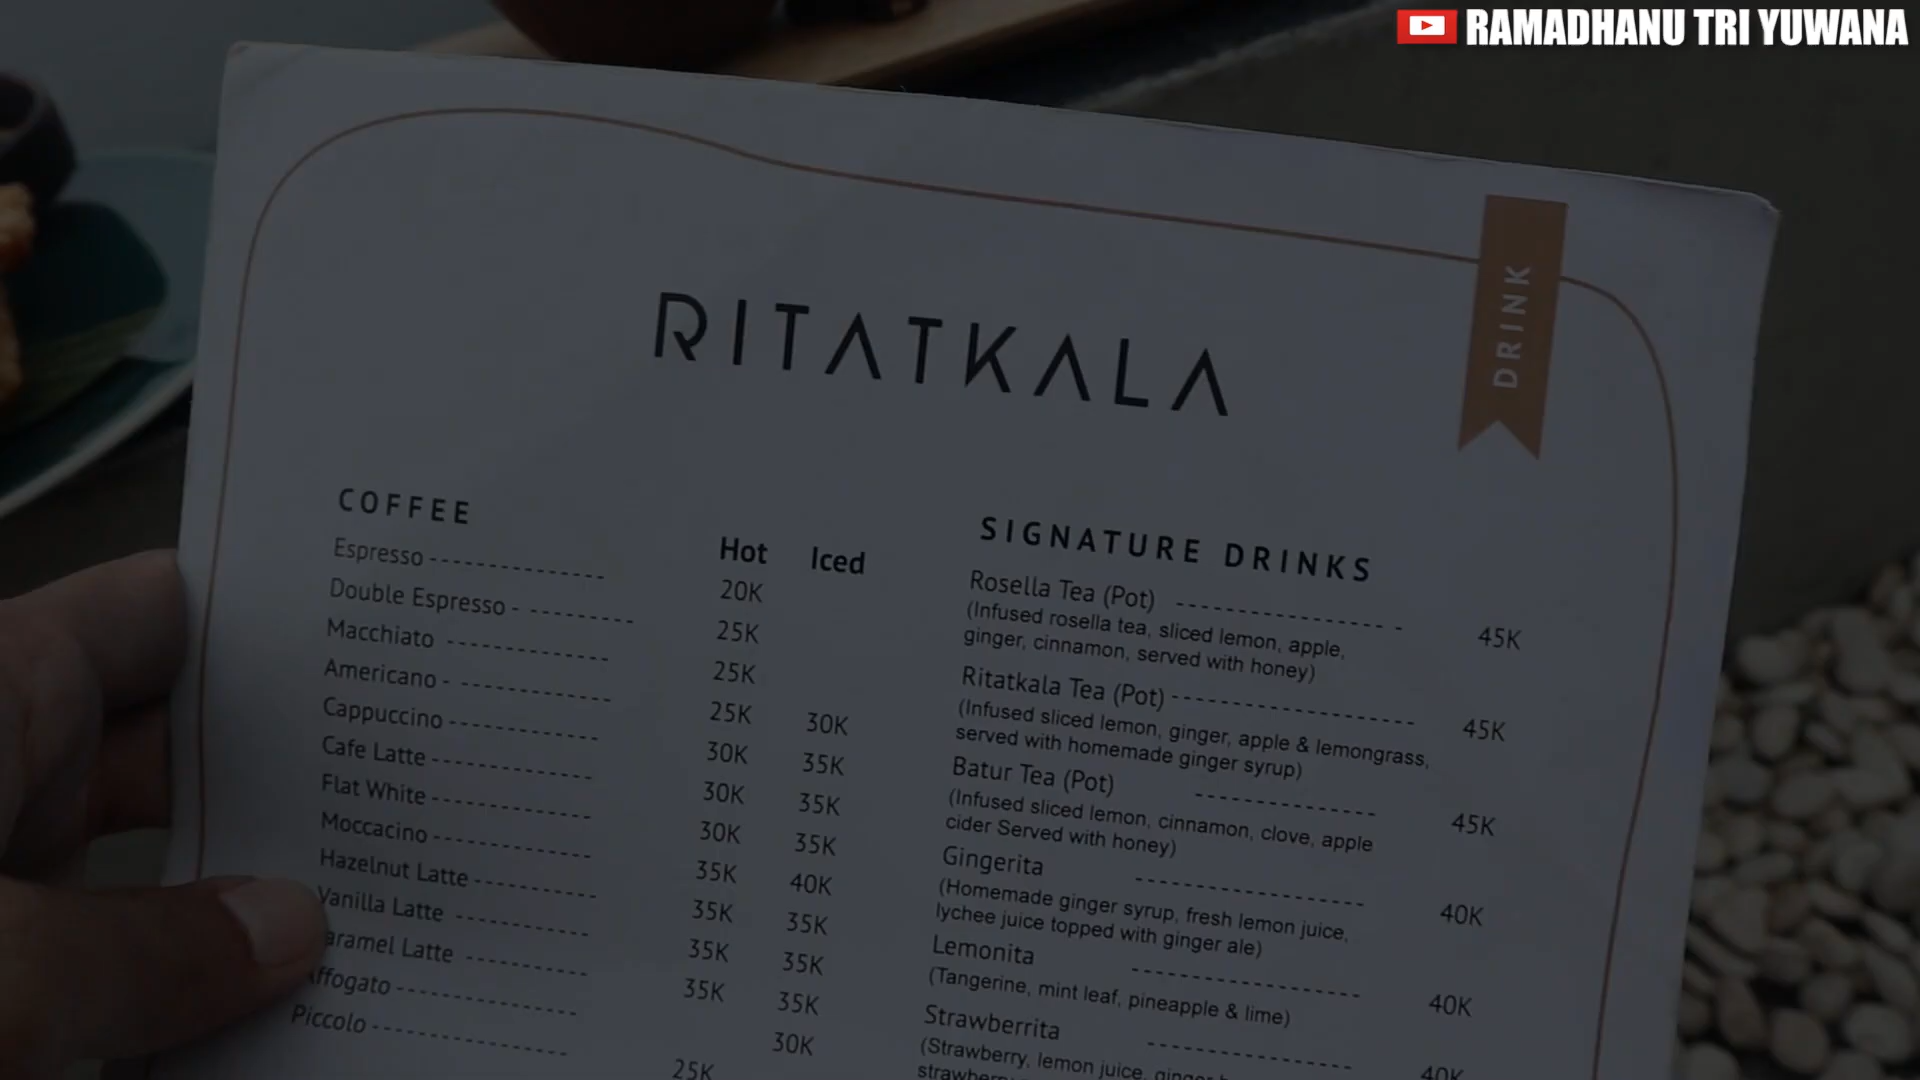 RAMADHANU TRI YUWANA
RITATKALA
DRINK
COFFEE
Hot Iced
Espresso ------------------ 20K
Double Espresso - ----------- 25K
Macchiato ----------------- 25K
Americano - ---------------- 25K 30K
Cappuccino ---------------- 30K 35K
Cafe Latte ----------------- 30K 35K
Flat White ----------------- 30K 35K
Moccacino ---------------- 35K 40K
Hazelnut Latte ------------- 35K 35K
Vanilla Latte -------------- 35K 35K
aramel Latte ------------- 35K 35K
ffogato ------------------- 30K
Piccolo -------------------- 25K
SIGNATURE DRINKS
Rosella Tea (Pot) -------------------- - 45K
(Infused rosella tea, sliced lemon, apple,
ginger, cinnamon, served with honey)
Ritatkala Tea (Pot) ---------------------- 45K
(Infused sliced lemon, ginger, apple & lemongrass,
served with homemade ginger syrup)
Batur Tea (Pot) ----------------- 45K
(Infused sliced lemon, cinnamon, clove, apple
cider Served with honey)
Gingerita --------------------- 40K
(Homemade ginger syrup, fresh lemon juice,
lychee juice topped with ginger ale)
Lemonita --------------------- 40K
(Tangerine, mint leaf, pineapple & lime)
Strawberrita ------------------- 40K
(Strawberry, lemon juice, ginger